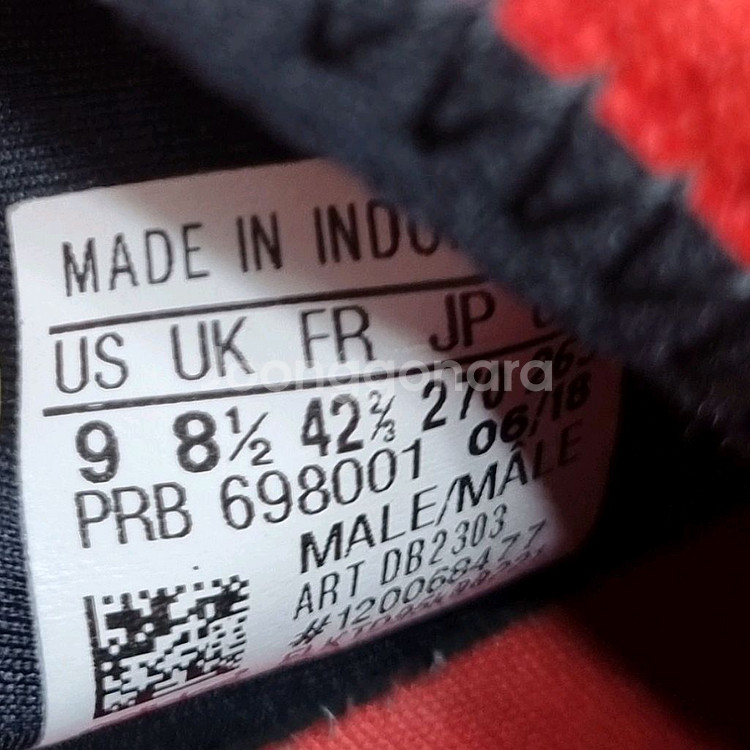 MADE IN
US UK FR JP
9 8½ 42⅔ 270 06/18
PRB 698001
MALE/MÂLE
ART DB2303
#120068477